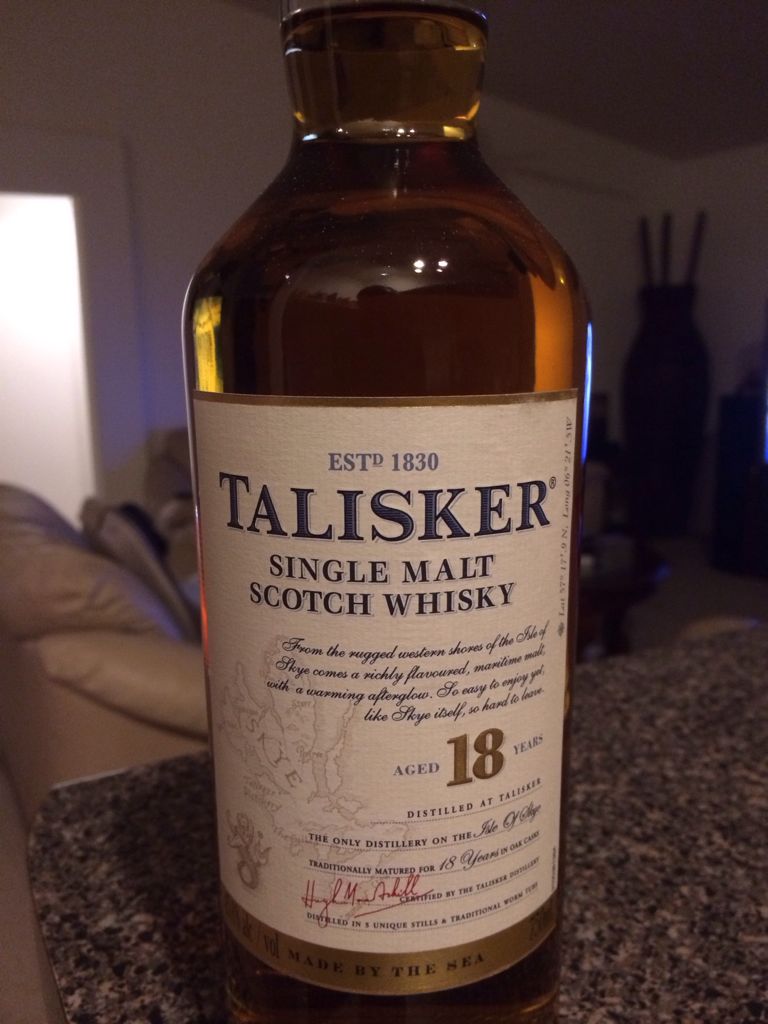 ESTD 1830
TALISKER®
SINGLE MALT
SCOTCH WHISKY
From the rugged western shores of the Isle of
Skye comes a richly flavoured, maritime malt,
with a warming afterglow. So easy to enjoy yet,
like Skye itself, so hard to leave.
AGED 18 YEARS
DISTILLED AT TALISKER
THE ONLY DISTILLERY ON THE Isle Of Skye
TRADITIONALLY MATURED FOR 18 Years IN OAK CASKS
CERTIFIED BY THE TALISKER DISTILLERY
DISTILLED IN 5 UNIQUE STILLS & TRADITIONAL WORM TUBS
vol MADE BY THE SEA
SKYE